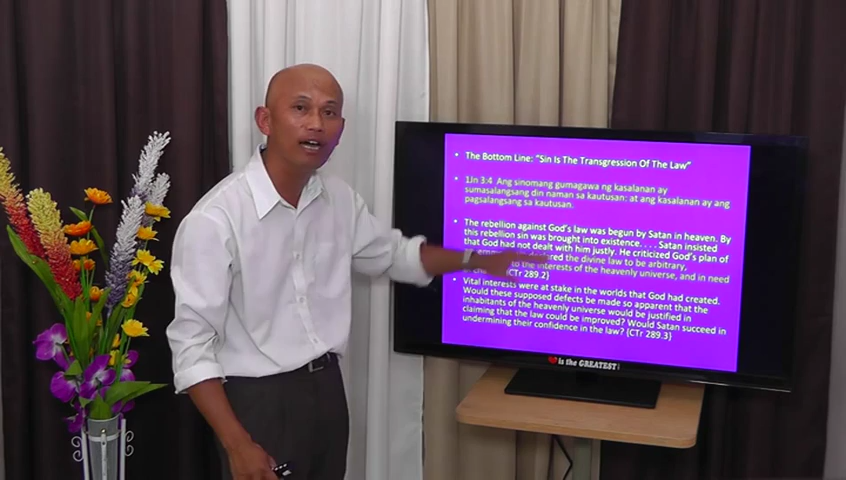 • The Bottom Line: "Sin Is The Transgression Of The Law"
• 1Jn 3:4 Ang sinomang gumagawa ng kasalanan ay
sumasalangsang din naman sa kautusan: at ang kasalanan ay ang
pagsalangsang sa kautusan.
• The rebellion against God's law was begun by Satan in heaven. By
this rebellion sin was brought into existence. . . . Satan insisted
that God had not dealt with him justly. He criticized God's plan of
the divine law to be arbitrary,
to the interests of the heavenly universe, and in need
{CTr 289.2}
• Vital interests were at stake in the worlds that God had created.
Would these supposed defects be made so apparent that the
inhabitants of the heavenly universe would be justified in
claiming that the law could be improved? Would Satan succeed in
undermining their confidence in the law? {CTr 289.3}
is the GREATEST!